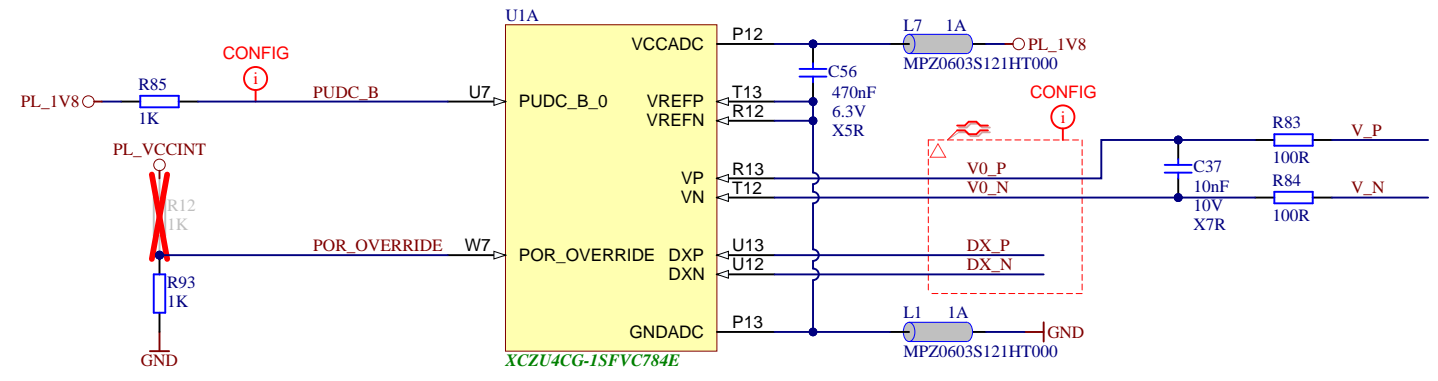 U1A
CONFIG
R85
PL_1V8
1K
PUDC_B
U7
PUDC_B_0
PL_VCCINT
R12
1K
POR_OVERRIDE
W7
POR_OVERRIDE
R93
1K
GND
VCCADC
P12
VREFP
T13
VREFN
R12
VP
R13
VN
T12
DXP
U13
DXN
U12
GNDADC
P13
XCZU4CG-1SFVC784E
L7 1A
PL_1V8
MPZ0603S121HT000
C56
470nF
6.3V
X5R
CONFIG
i
i
V0_P
V0_N
DX_P
DX_N
C37
10nF
10V
X7R
R83
100R
V_P
R84
100R
V_N
L1 1A
GND
MPZ0603S121HT000